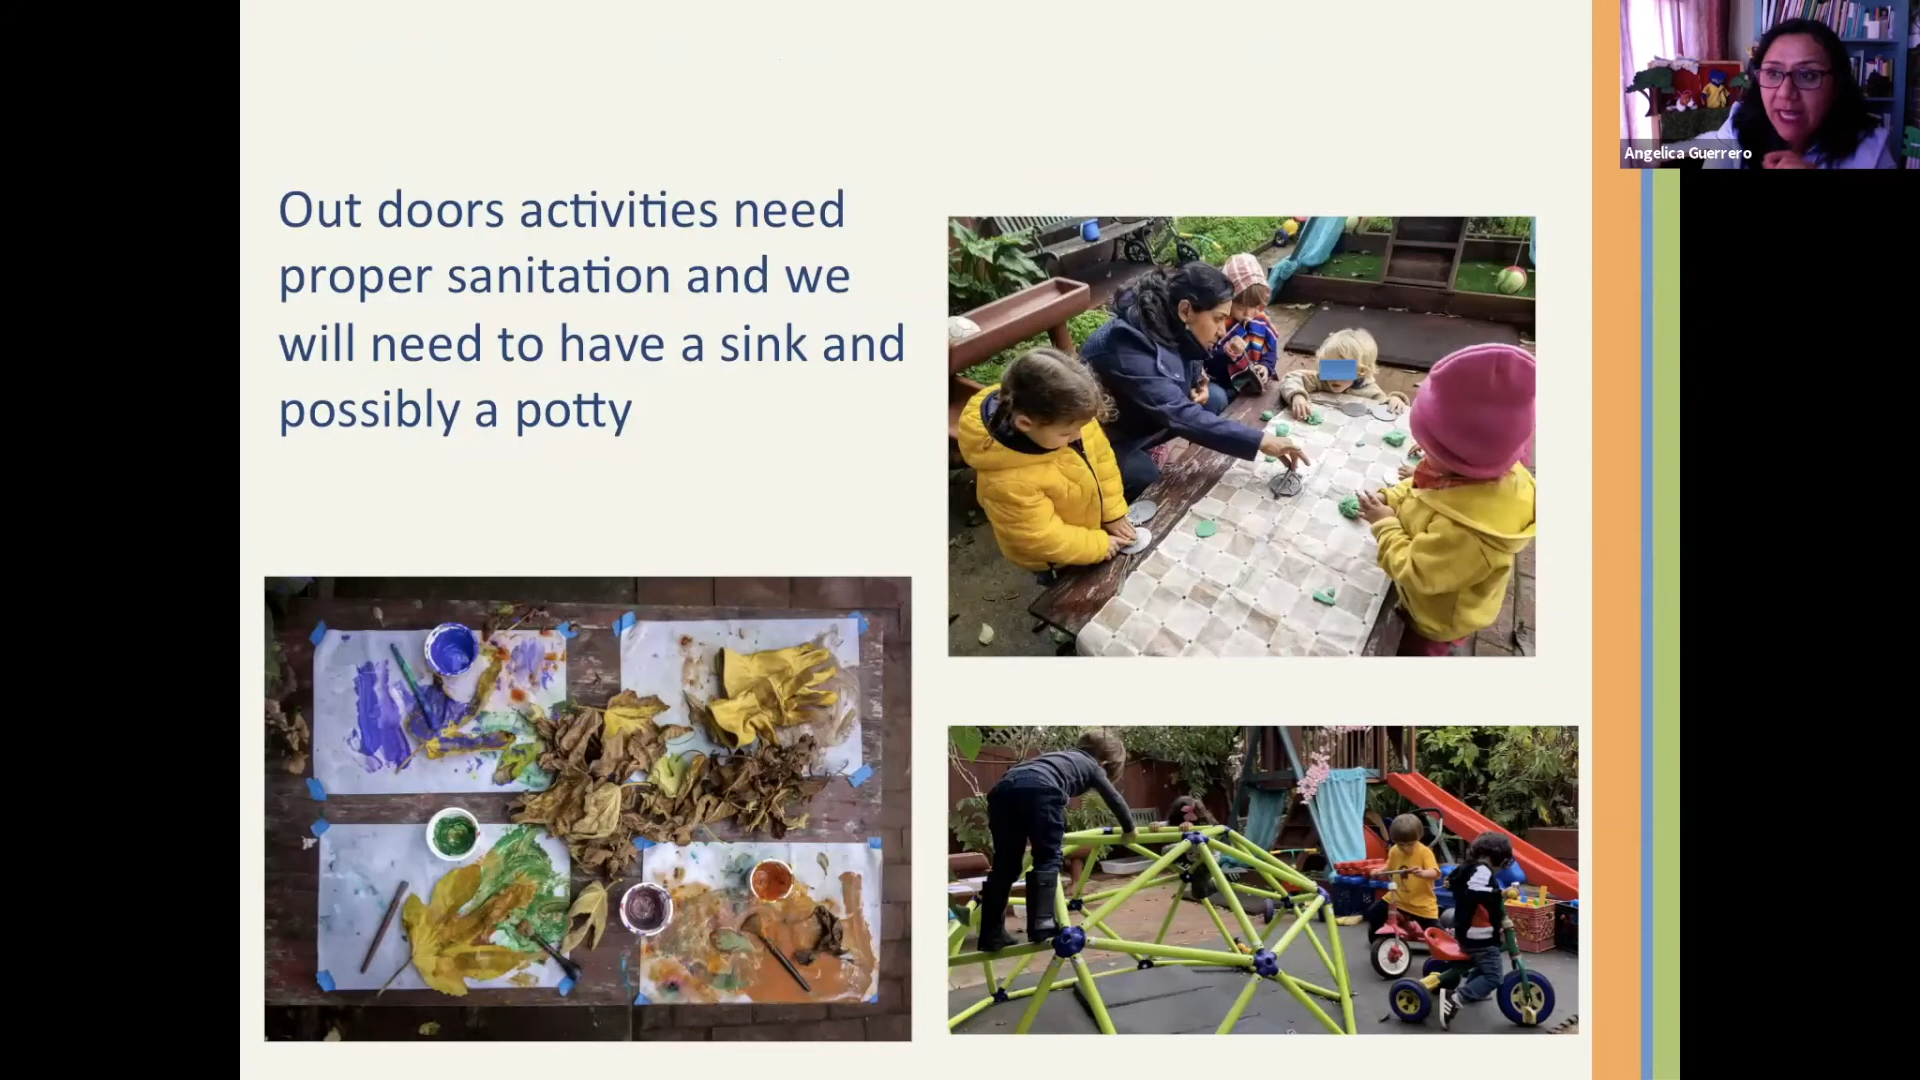 Out doors activities need
proper sanitation and we
will need to have a sink and
possibly a potty
Angelica Guerrero